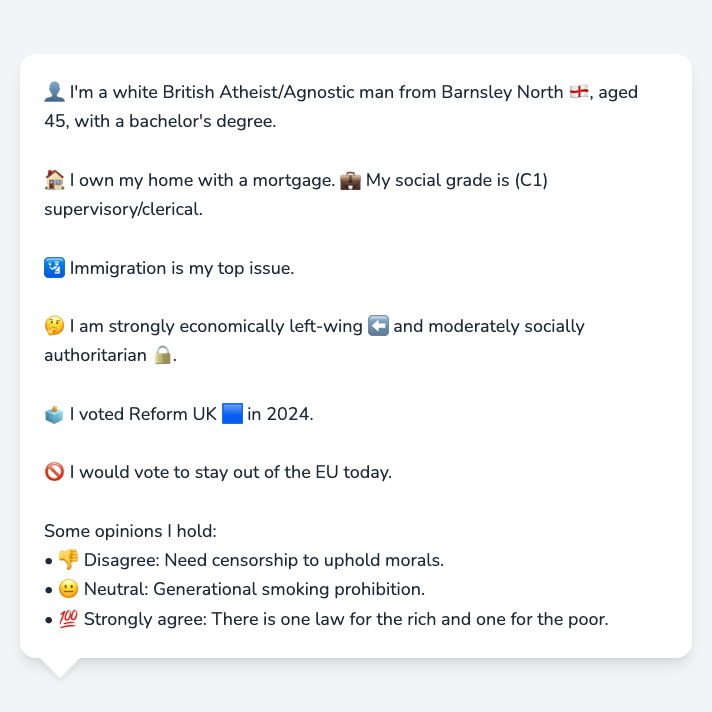 👤 I'm a white British Atheist/Agnostic man from Barnsley North 🏴󠁧󠁢󠁥󠁮󠁧󠁿, aged
45, with a bachelor's degree.
🏠 I own my home with a mortgage. 💼 My social grade is (C1)
supervisory/clerical.
🛂 Immigration is my top issue.
🤔 I am strongly economically left-wing ⬅️ and moderately socially
authoritarian 🔒.
🗳️ I voted Reform UK 🟦 in 2024.
🚫 I would vote to stay out of the EU today.
Some opinions I hold:
• 👎 Disagree: Need censorship to uphold morals.
• 😐 Neutral: Generational smoking prohibition.
• 💯 Strongly agree: There is one law for the rich and one for the poor.